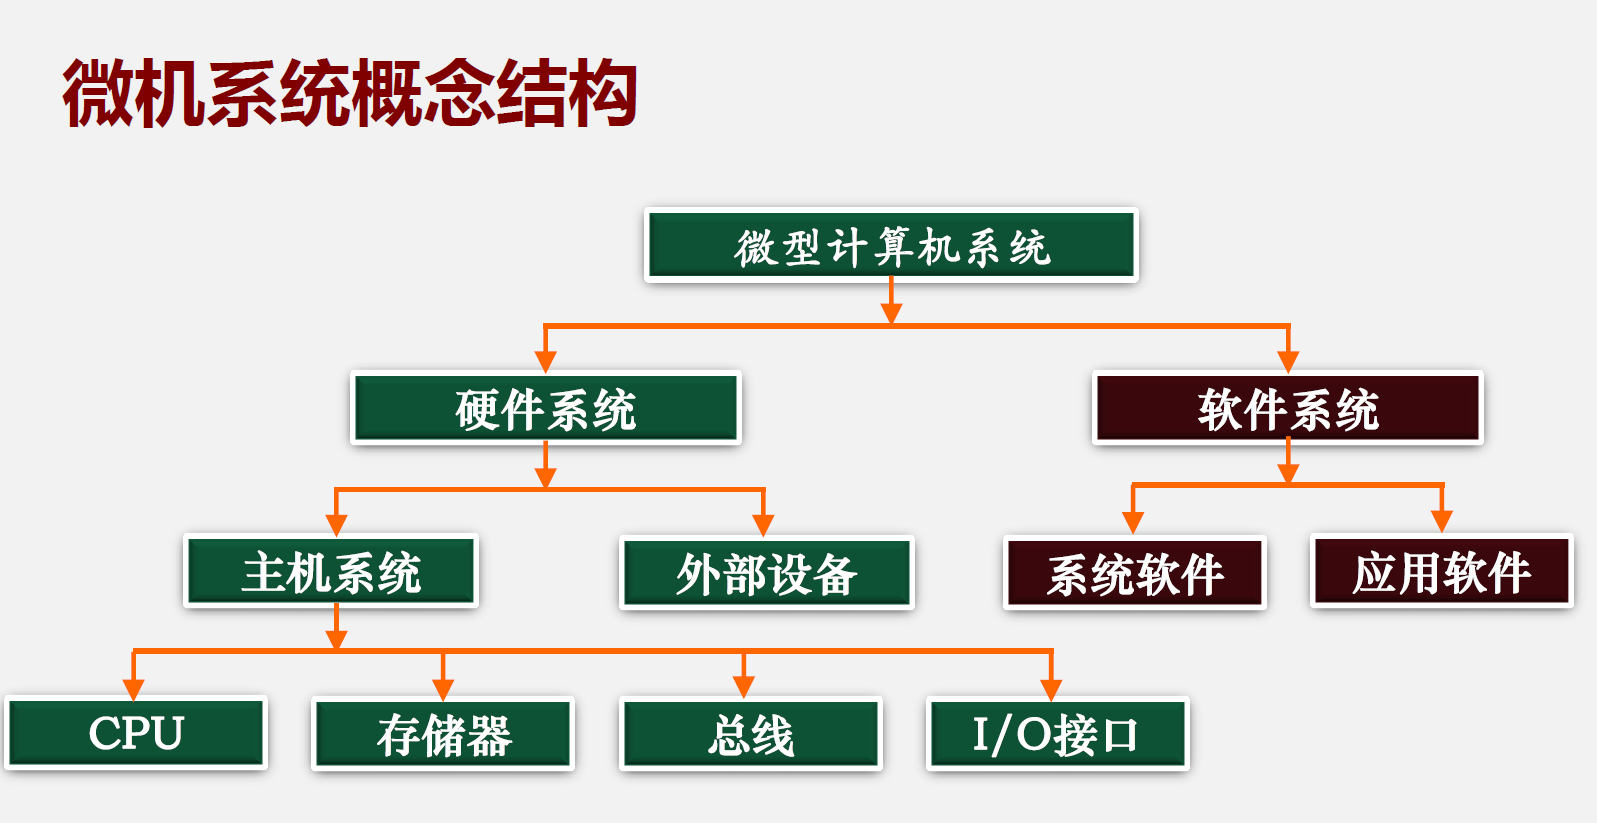 微机系统概念结构
微型计算机系统
硬件系统
软件系统
主机系统
外部设备
系统软件
应用软件
CPU
存储器
总线
I/O接口